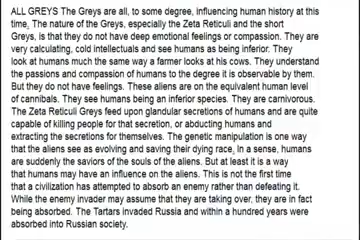 ALL GREYS The Greys are all, to some degree, influencing human history at this
time. The nature of the Greys, especially the Zeta Reticuli and the short
Greys, is that they do not have deep emotional feelings or compassion. They are
very calculating, cold intellectuals and see humans as being inferior. They
look at humans much the same way a farmer looks at his cows. They understand
the passions and compassion of humans to the degree it is observable by them.
But they do not have feelings. These aliens are on the equivalent human level
of cannibals. They see humans being an inferior species. They are carnivorous.
The Zeta Reticuli Greys feed upon glandular secretions of humans and are quite
capable of killing people for that secretion, or abducting humans and
extracting the secretions for themselves. The genetic manipulation is one way
that the aliens see as evolving and saving their dying race, In a sense, humans
are suddenly the saviors of the souls of the aliens. But at least it is a way
that humans may have an influence on the aliens. This is not the first time
that a civilization has attempted to absorb an enemy rather than defeating it.
While the enemy invader may assume that they are taking over, they are in fact
being absorbed. The Tartars invaded Russia and within a hundred years were
absorbed into Russian society.